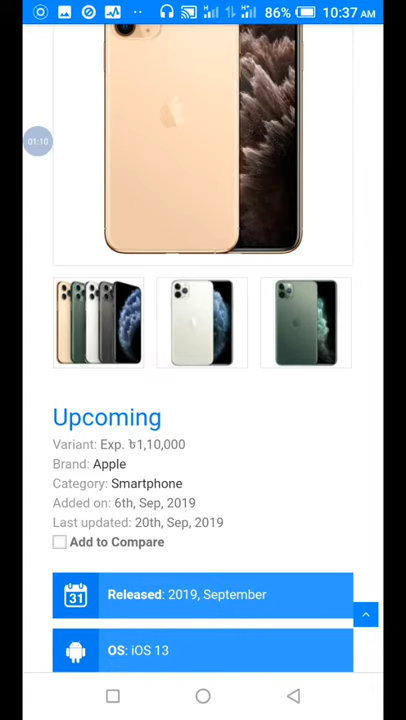 86% 10:37 AM
01:10
Upcoming
Variant: Exp. ৳1,10,000
Brand: Apple
Category: Smartphone
Added on: 6th, Sep, 2019
Last updated: 20th, Sep, 2019
Add to Compare
31 Released: 2019, September
OS: iOS 13